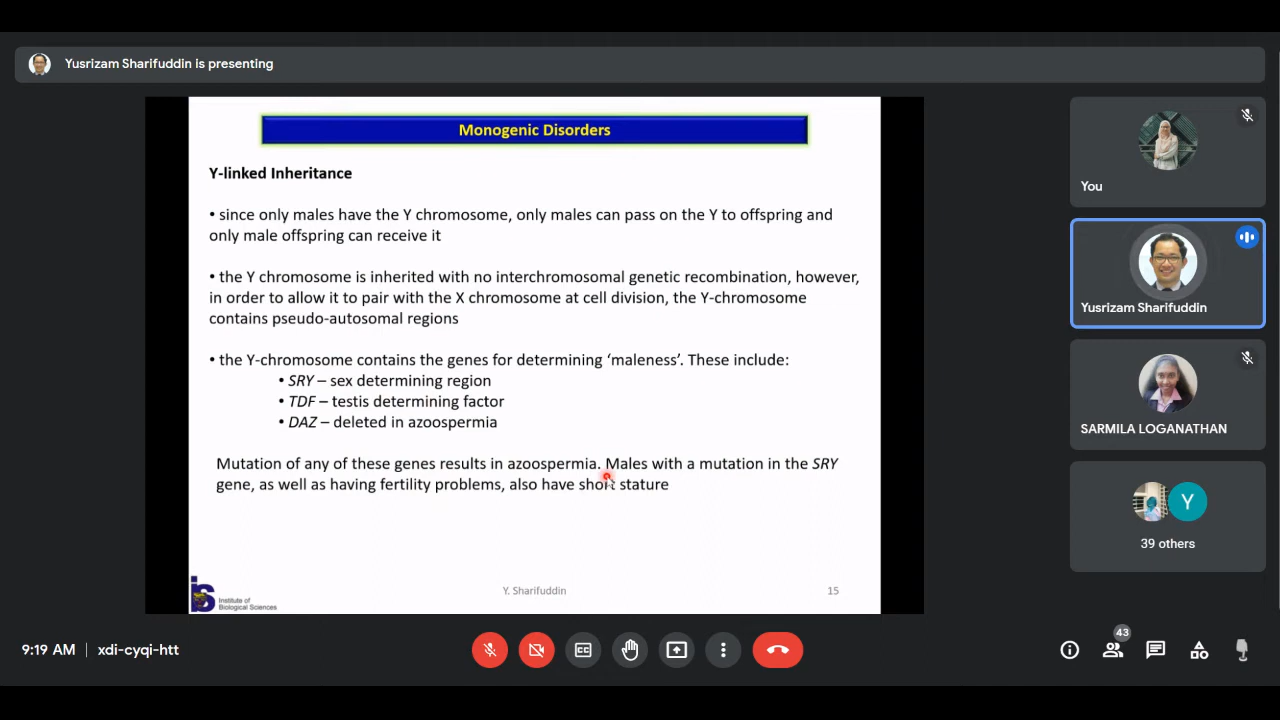 Yusrizam Sharifuddin is presenting
Monogenic Disorders
Y-linked Inheritance
• since only males have the Y chromosome, only males can pass on the Y to offspring and
only male offspring can receive it
• the Y chromosome is inherited with no interchromosomal genetic recombination, however,
in order to allow it to pair with the X chromosome at cell division, the Y-chromosome
contains pseudo-autosomal regions
• the Y-chromosome contains the genes for determining ‘maleness’. These include:
• SRY – sex determining region
• TDF – testis determining factor
• DAZ – deleted in azoospermia
Mutation of any of these genes results in azoospermia. Males with a mutation in the SRY
gene, as well as having fertility problems, also have short stature
Institute of
Biological Sciences
Y. Sharifuddin
15
You
Yusrizam Sharifuddin
SARMILA LOGANATHAN
Y
39 others
9:19 AM | xdi-cyqi-htt
CC
43